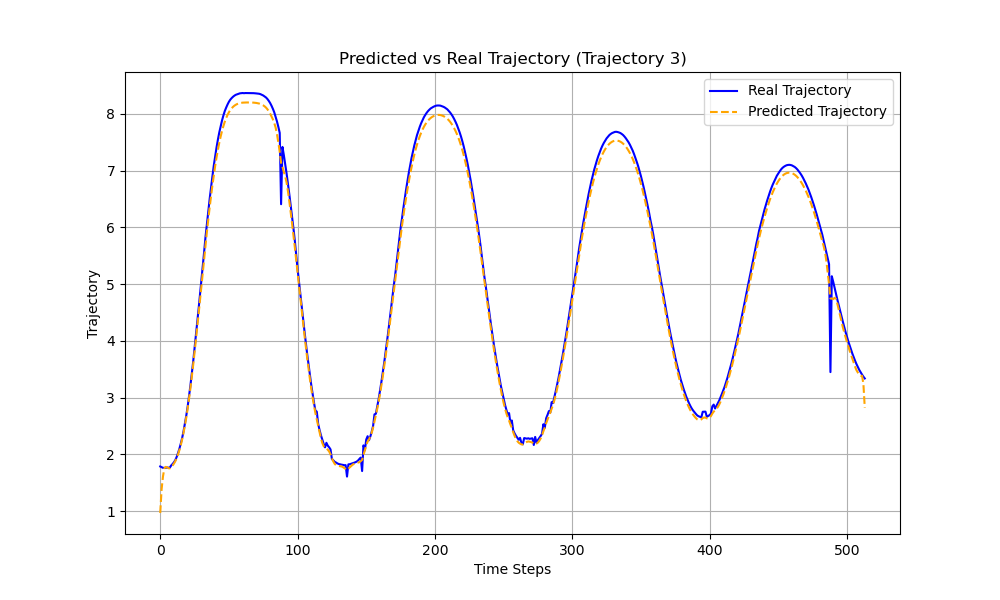 Predicted vs Real Trajectory (Trajectory 3)
Real Trajectory
Predicted Trajectory
8
7
6
5
4
3
2
1
Trajectory
0 100 200 300 400 500
Time Steps